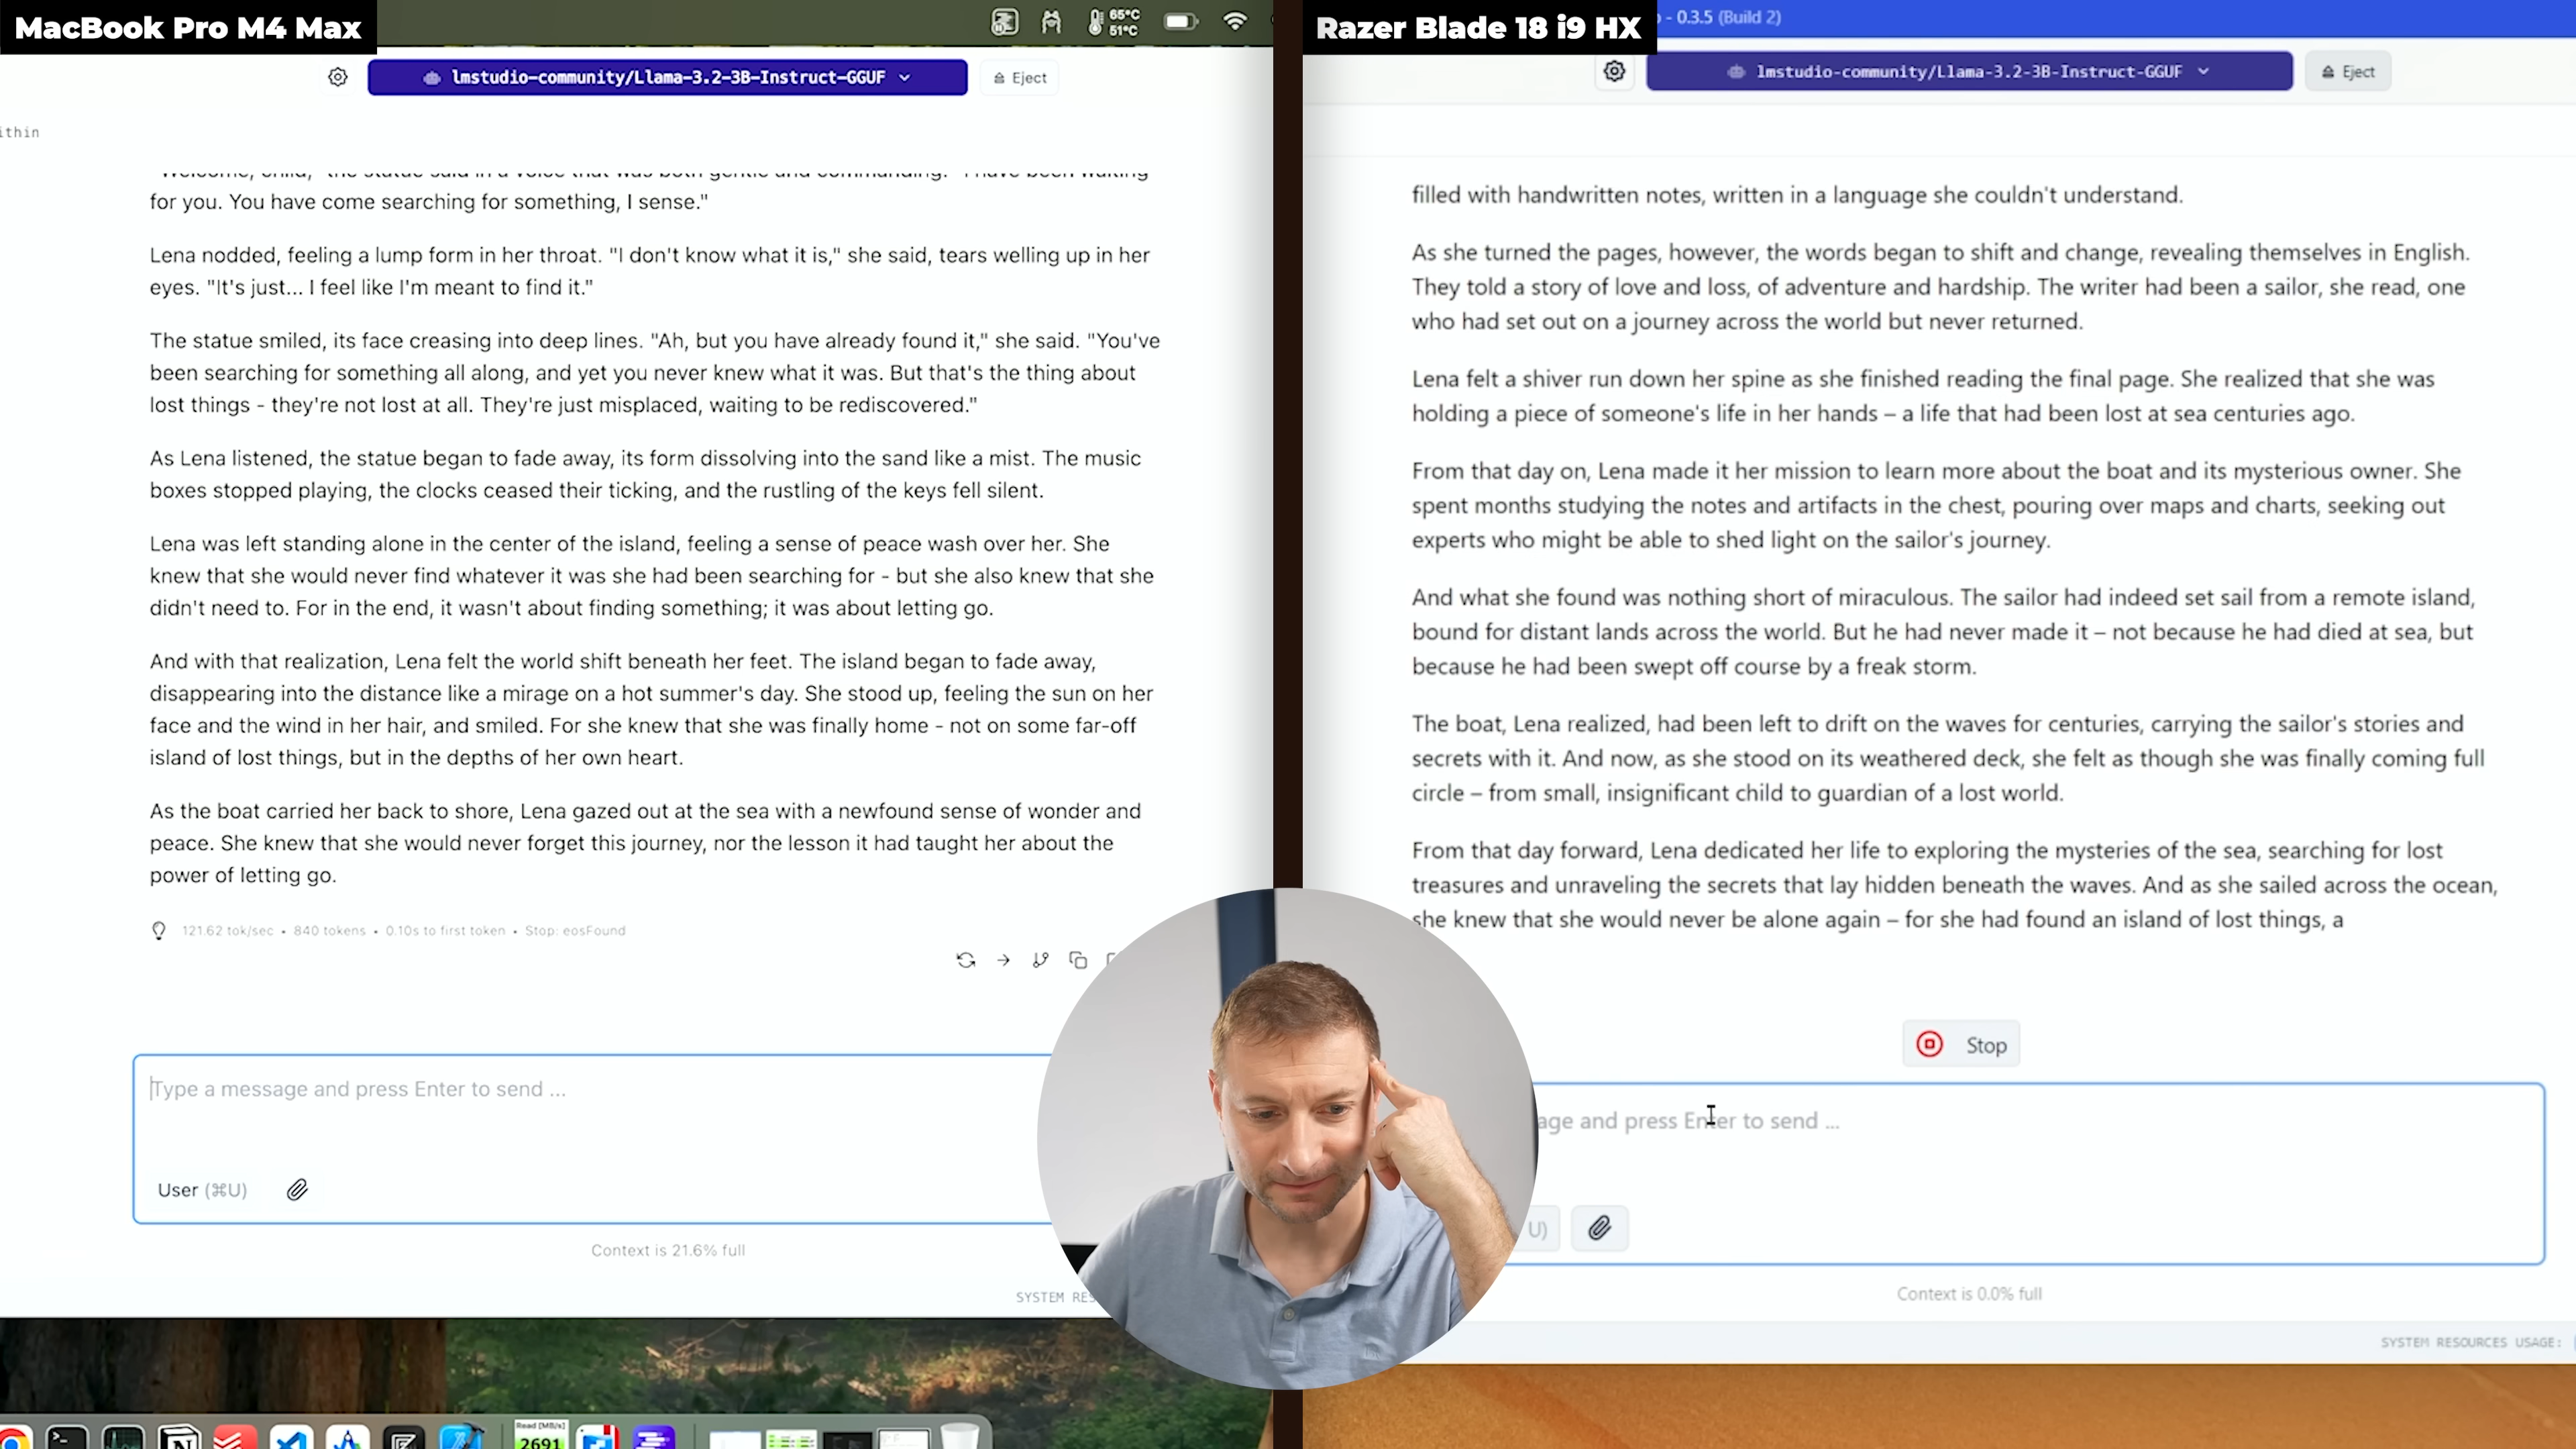 MacBook Pro M4 Max
65°C
51°C
lmstudio-community/Llama-3.2-3B-Instruct-GGUF
Eject
ithin
"Welcome, child," the statue said in a voice that was both gentle and commanding. "I have been waiting
for you. You have come searching for something, I sense."
Lena nodded, feeling a lump form in her throat. "I don't know what it is," she said, tears welling up in her
eyes. "It's just... I feel like I'm meant to find it."
The statue smiled, its face creasing into deep lines. "Ah, but you have already found it," she said. "You've
been searching for something all along, and yet you never knew what it was. But that's the thing about
lost things - they're not lost at all. They're just misplaced, waiting to be rediscovered."
As Lena listened, the statue began to fade away, its form dissolving into the sand like a mist. The music
boxes stopped playing, the clocks ceased their ticking, and the rustling of the keys fell silent.
Lena was left standing alone in the center of the island, feeling a sense of peace wash over her. She
knew that she would never find whatever it was she had been searching for - but she also knew that she
didn't need to. For in the end, it wasn't about finding something; it was about letting go.
And with that realization, Lena felt the world shift beneath her feet. The island began to fade away,
disappearing into the distance like a mirage on a hot summer's day. She stood up, feeling the sun on her
face and the wind in her hair, and smiled. For she knew that she was finally home - not on some far-off
island of lost things, but in the depths of her own heart.
As the boat carried her back to shore, Lena gazed out at the sea with a newfound sense of wonder and
peace. She knew that she would never forget this journey, nor the lesson it had taught her about the
power of letting go.
121.62 tok/sec • 840 tokens • 0.10s to first token • Stop: eosFound
Type a message and press Enter to send ...
User (⌘U)
Context is 21.6% full
SYSTEM RES
Read [MB/s]
2691
Razer Blade 18 i9 HX
- 0.3.5 (Build 2)
lmstudio-community/Llama-3.2-3B-Instruct-GGUF
Eject
filled with handwritten notes, written in a language she couldn't understand.
As she turned the pages, however, the words began to shift and change, revealing themselves in English.
They told a story of love and loss, of adventure and hardship. The writer had been a sailor, she read, one
who had set out on a journey across the world but never returned.
Lena felt a shiver run down her spine as she finished reading the final page. She realized that she was
holding a piece of someone's life in her hands – a life that had been lost at sea centuries ago.
From that day on, Lena made it her mission to learn more about the boat and its mysterious owner. She
spent months studying the notes and artifacts in the chest, pouring over maps and charts, seeking out
experts who might be able to shed light on the sailor's journey.
And what she found was nothing short of miraculous. The sailor had indeed set sail from a remote island,
bound for distant lands across the world. But he had never made it – not because he had died at sea, but
because he had been swept off course by a freak storm.
The boat, Lena realized, had been left to drift on the waves for centuries, carrying the sailor's stories and
secrets with it. And now, as she stood on its weathered deck, she felt as though she was finally coming full
circle – from small, insignificant child to guardian of a lost world.
From that day forward, Lena dedicated her life to exploring the mysteries of the sea, searching for lost
treasures and unraveling the secrets that lay hidden beneath the waves. And as she sailed across the ocean,
she knew that she would never be alone again – for she had found an island of lost things, a
Stop
age and press Enter to send ...
U)
Context is 0.0% full
SYSTEM RESOURCES USAGE: